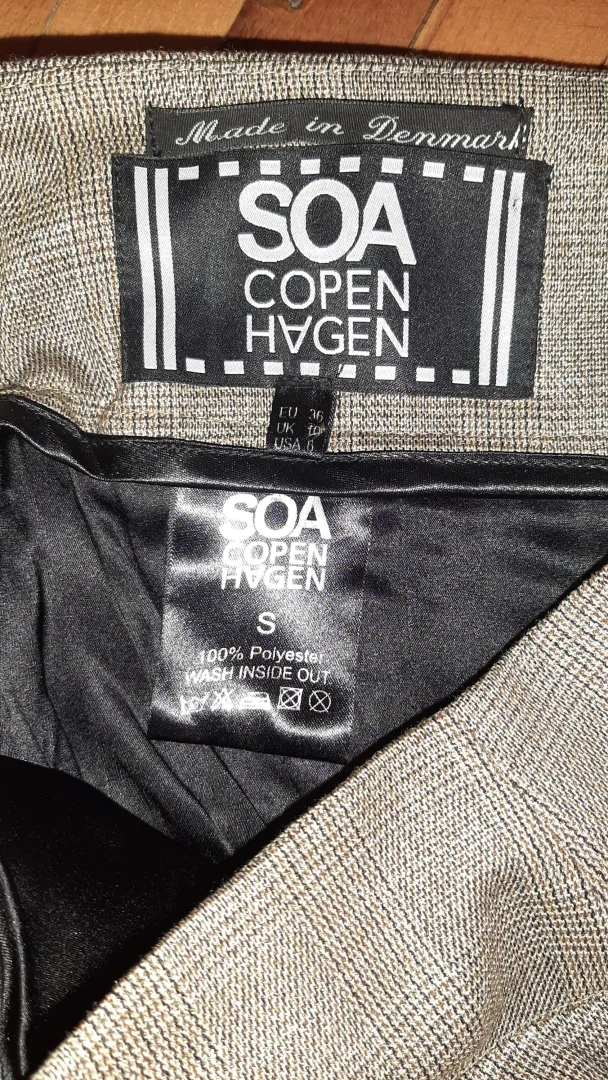 Made in Denmark
SOA
COPEN
HAGEN
EU 36
UK 10
USA 6
SOA
COPEN
HAGEN
S
100% Polyester
WASH INSIDE OUT